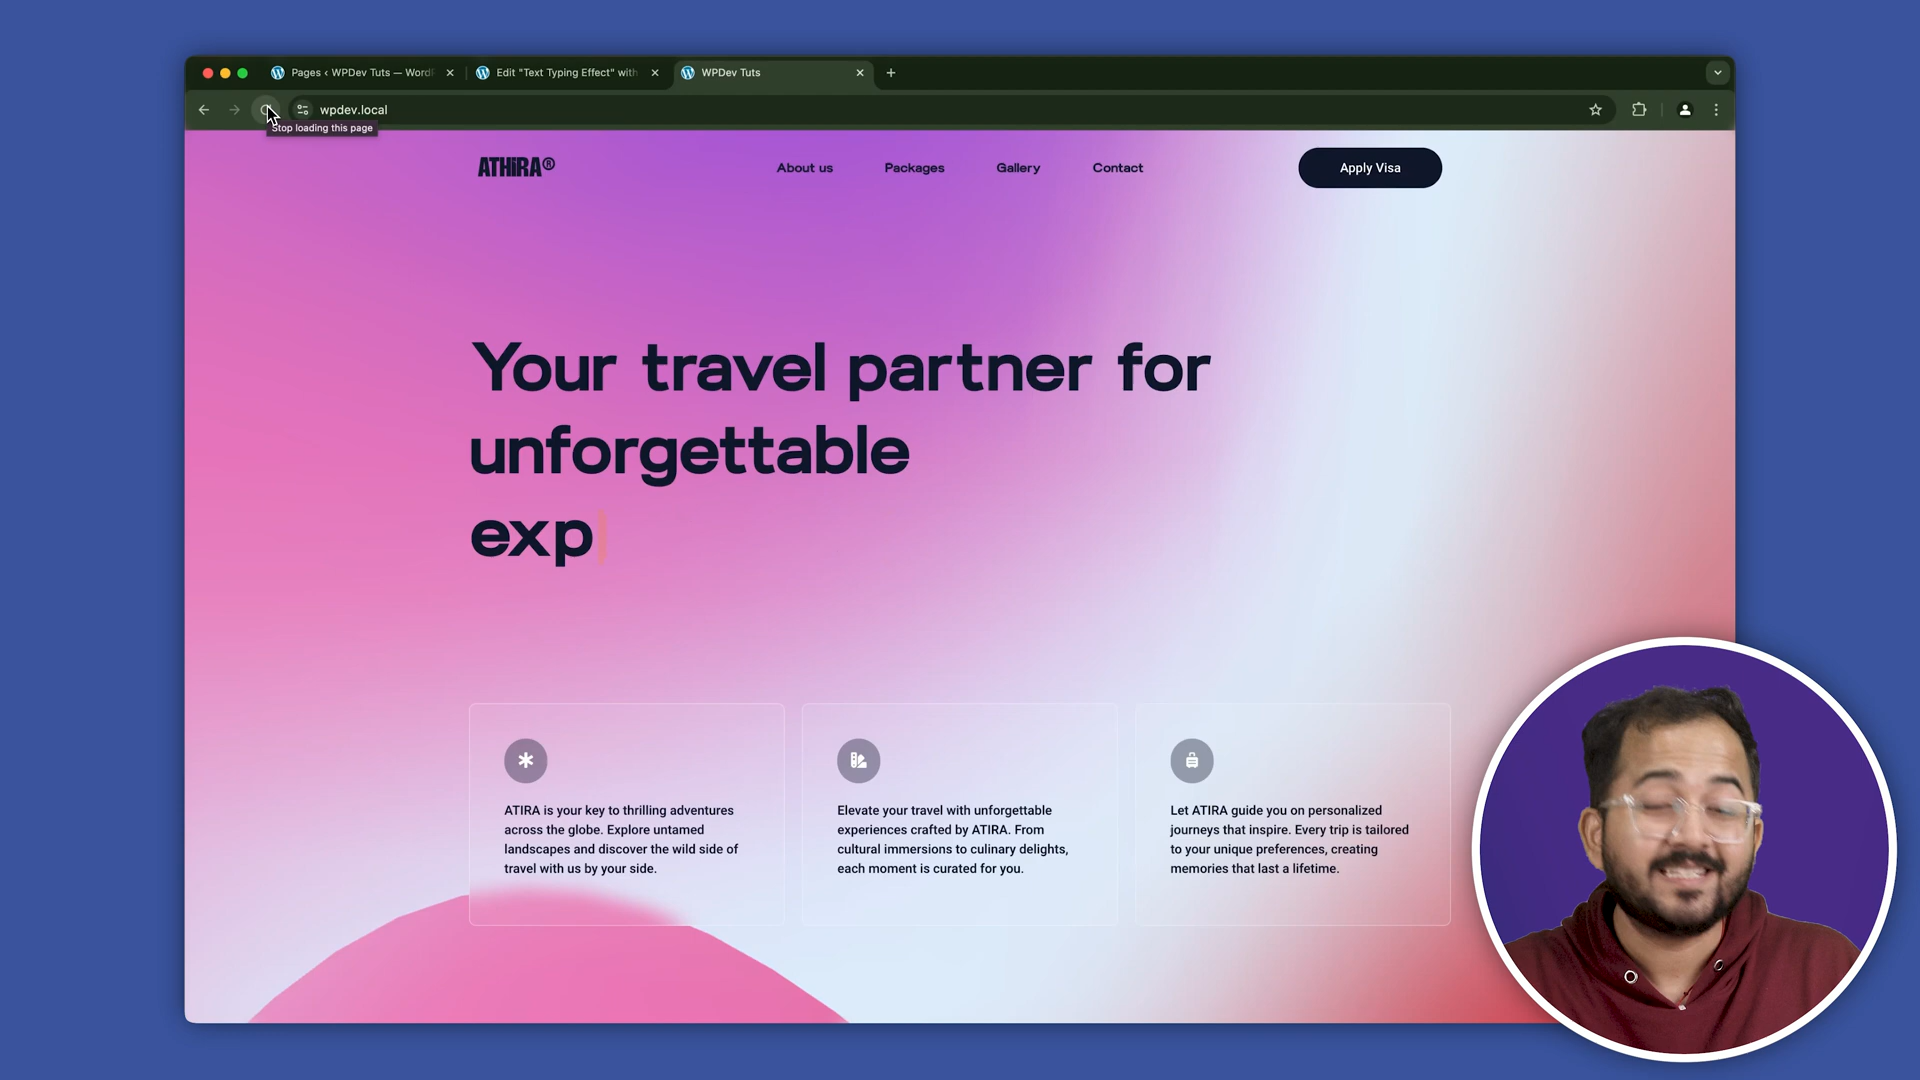 Pages ‹ WPDev Tuts — WordP
Edit "Text Typing Effect" with
WPDev Tuts
wpdev.local
Stop loading this page
ATHiRA®
About us
Packages
Gallery
Contact
Apply Visa
Your travel partner for
unforgettable
exp
ATIRA is your key to thrilling adventures
across the globe. Explore untamed
landscapes and discover the wild side of
travel with us by your side.
Elevate your travel with unforgettable
experiences crafted by ATIRA. From
cultural immersions to culinary delights,
each moment is curated for you.
Let ATIRA guide you on personalized
journeys that inspire. Every trip is tailored
to your unique preferences, creating
memories that last a lifetime.